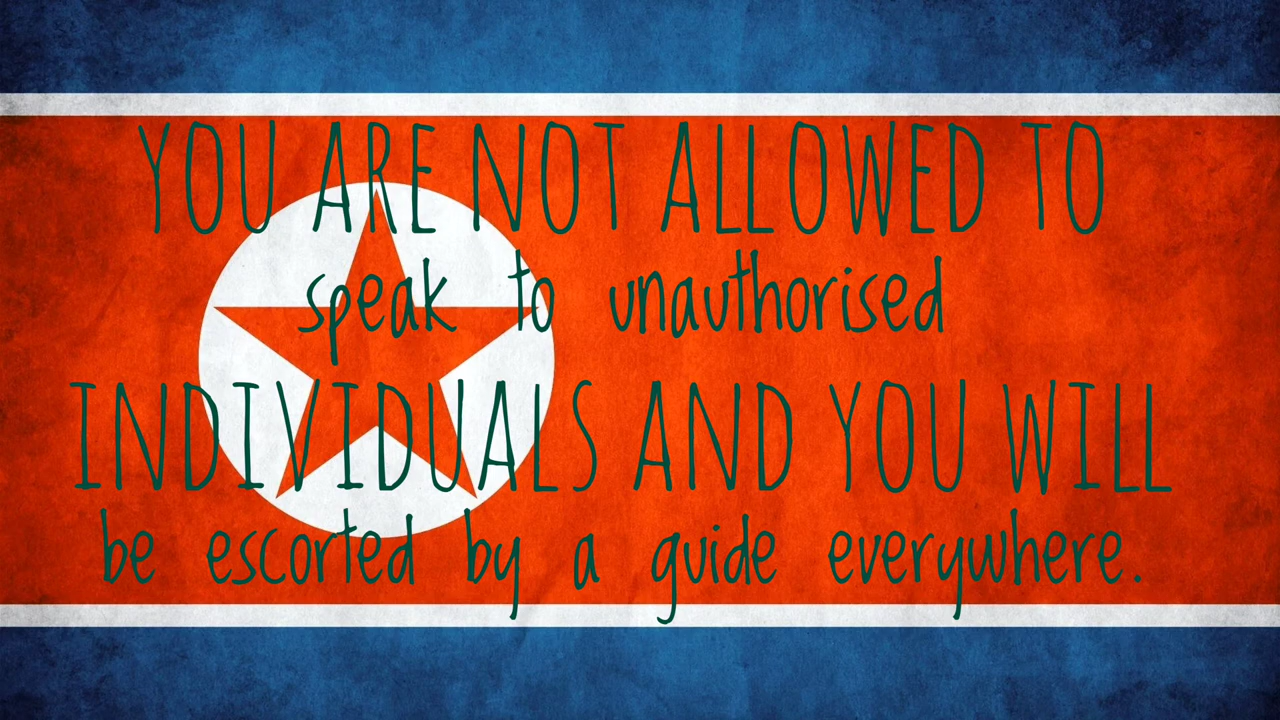 YOU ARE NOT ALLOWED TO
speak to unauthorised
INDIVIDUALS AND YOU WILL
be escorted by a guide everywhere.